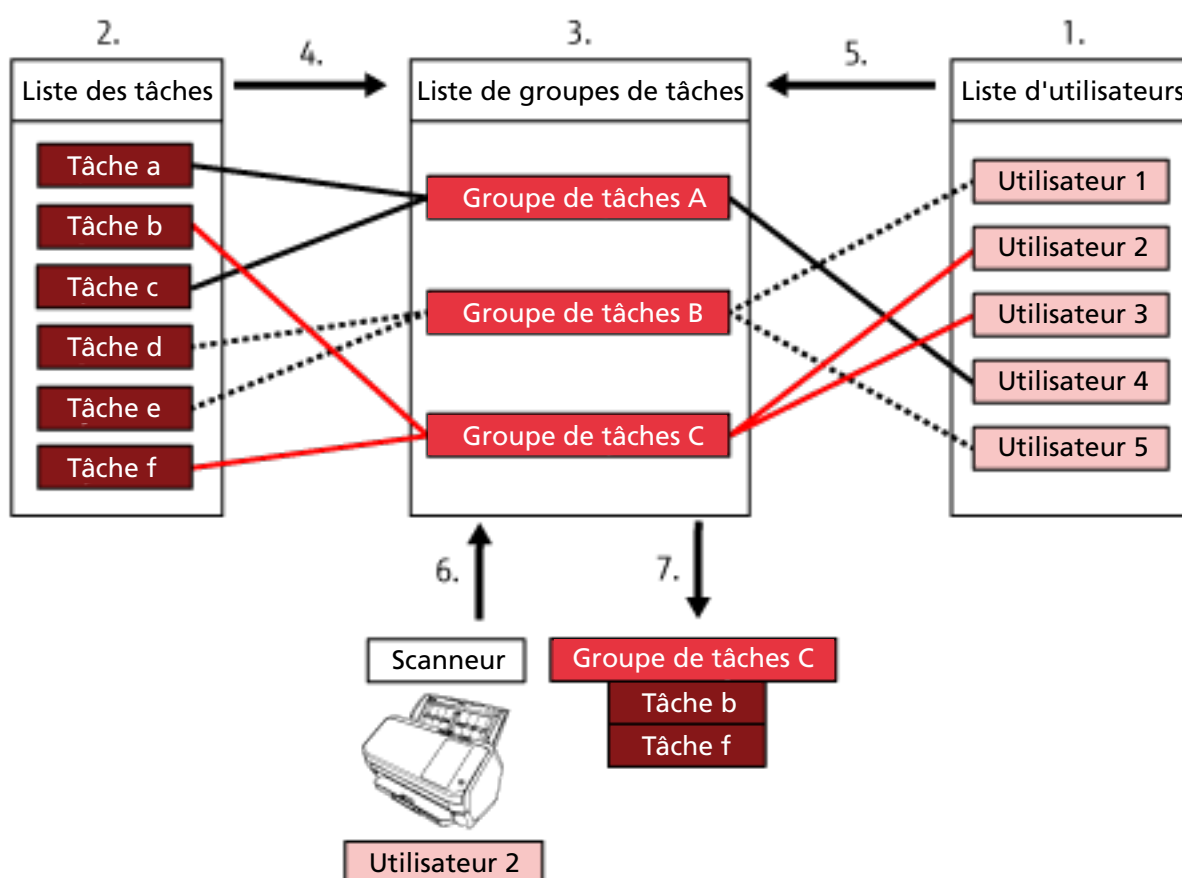 2.
4.
3.
5.
1.
Liste des tâches
Liste de groupes de tâches
Liste d'utilisateurs
Tâche a
Tâche b
Tâche c
Tâche d
Tâche e
Tâche f
Groupe de tâches A
Groupe de tâches B
Groupe de tâches C
Utilisateur 1
Utilisateur 2
Utilisateur 3
Utilisateur 4
Utilisateur 5
6.
7.
Scanneur
Groupe de tâches C
Tâche b
Tâche f
Utilisateur 2